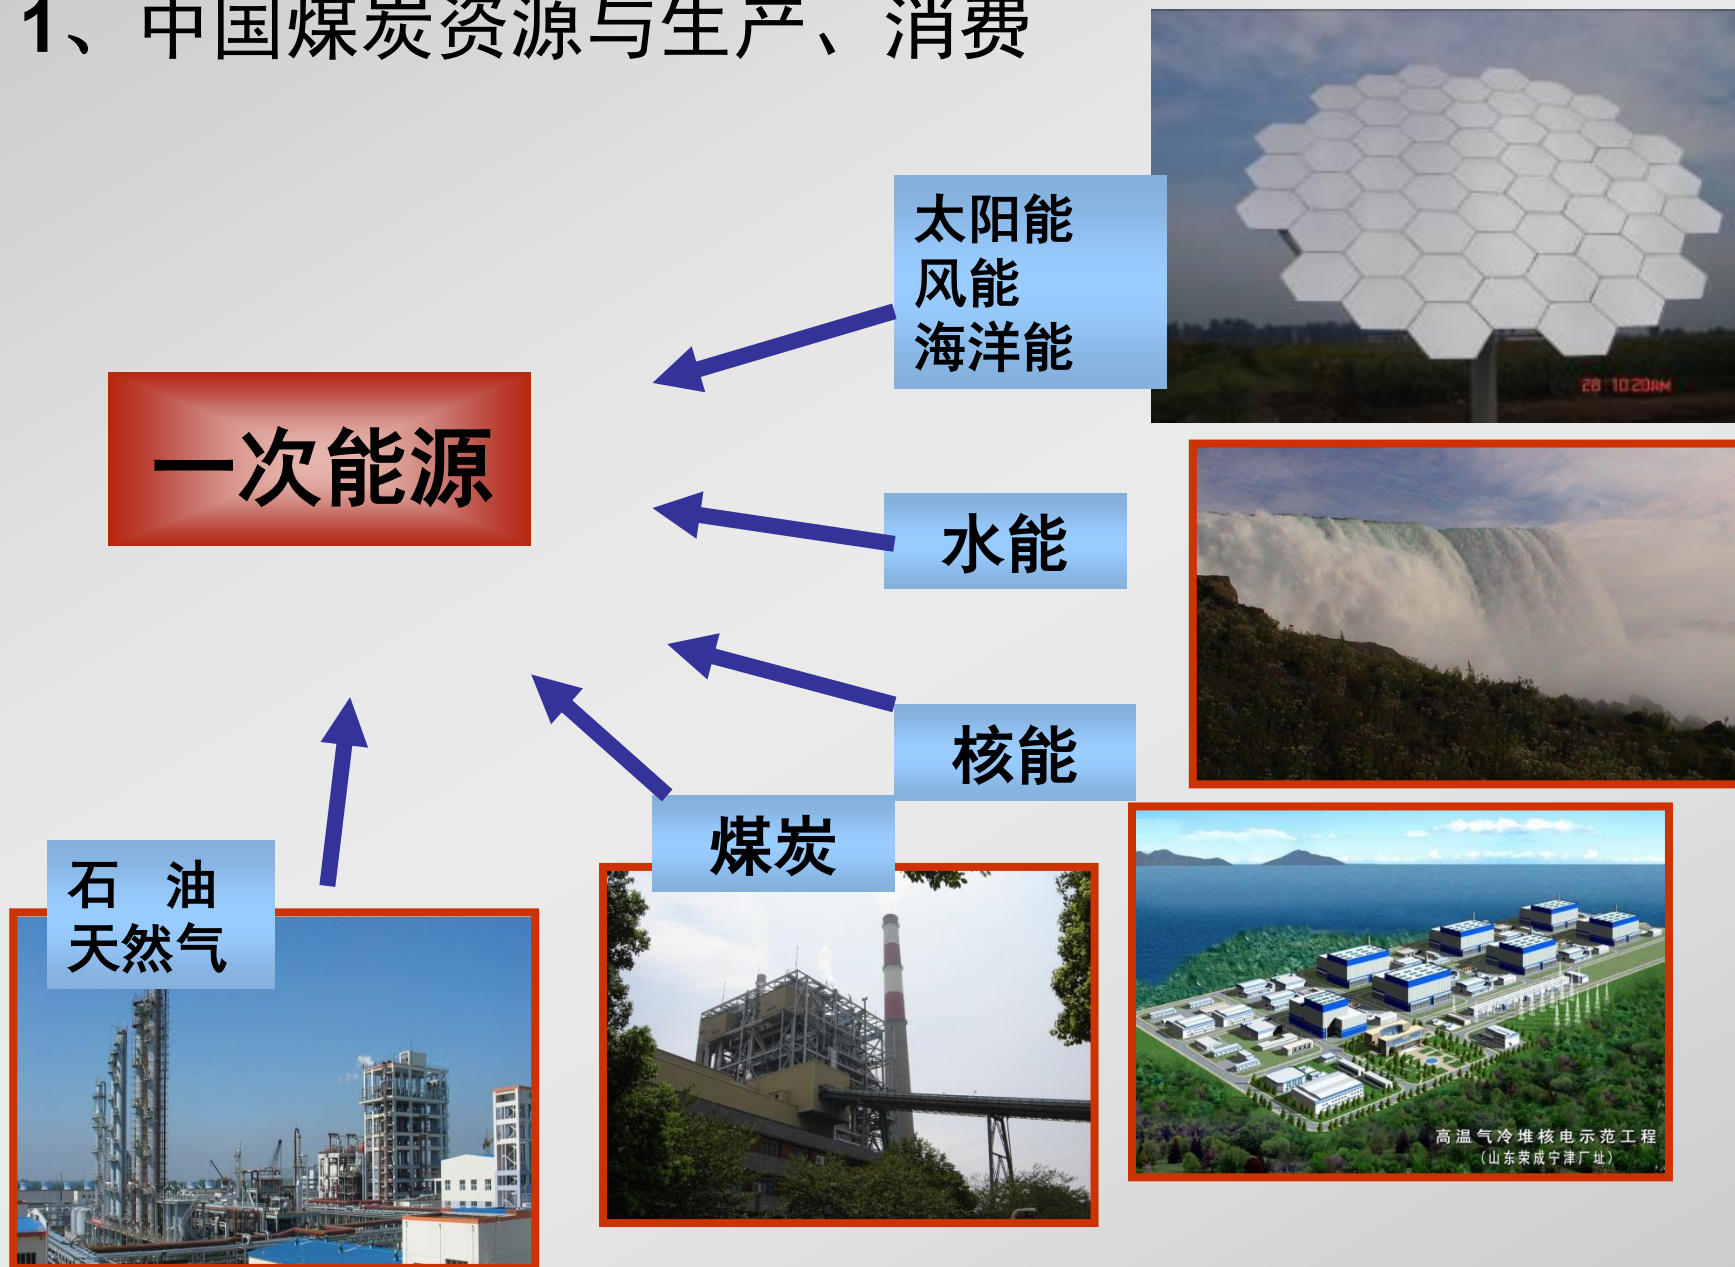 1、中国煤炭资源与生产、消费
太阳能
风能
海洋能
28 10:20AM
一次能源
水能
核能
煤炭
石 油
天然气
高温气冷堆核电示范工程
（山东荣成宁津厂址）